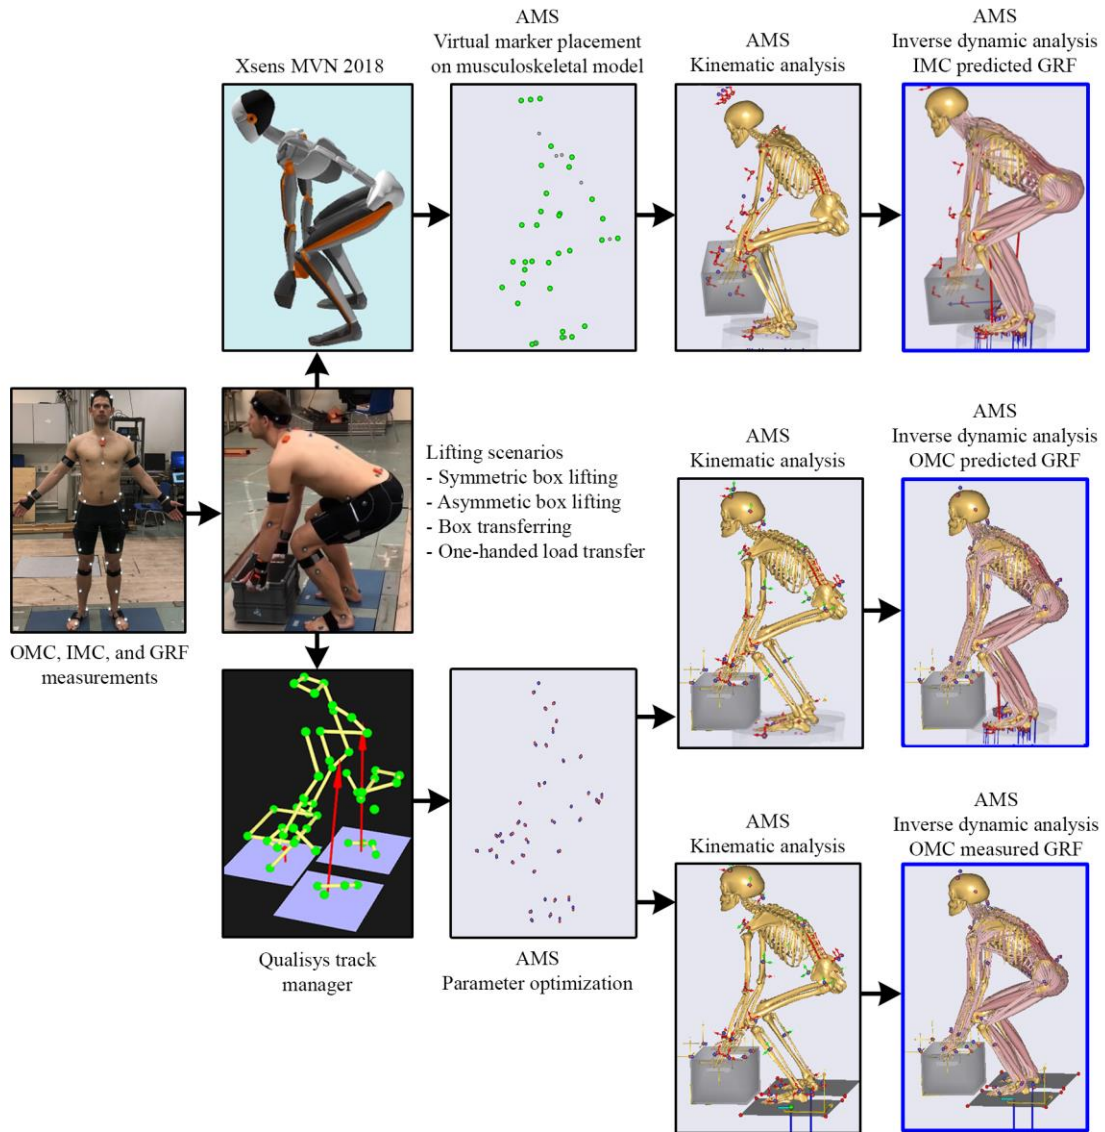 Xsens MVN 2018
AMS
Virtual marker placement
on musculoskeletal model
AMS
Kinematic analysis
AMS
Inverse dynamic analysis
IMC predicted GRF
OMC, IMC, and GRF
measurements
Lifting scenarios
- Symmetric box lifting
- Asymmetic box lifting
- Box transferring
- One-handed load transfer
AMS
Kinematic analysis
AMS
Inverse dynamic analysis
OMC predicted GRF
Qualisys track
manager
AMS
Parameter optimization
AMS
Kinematic analysis
AMS
Inverse dynamic analysis
OMC measured GRF